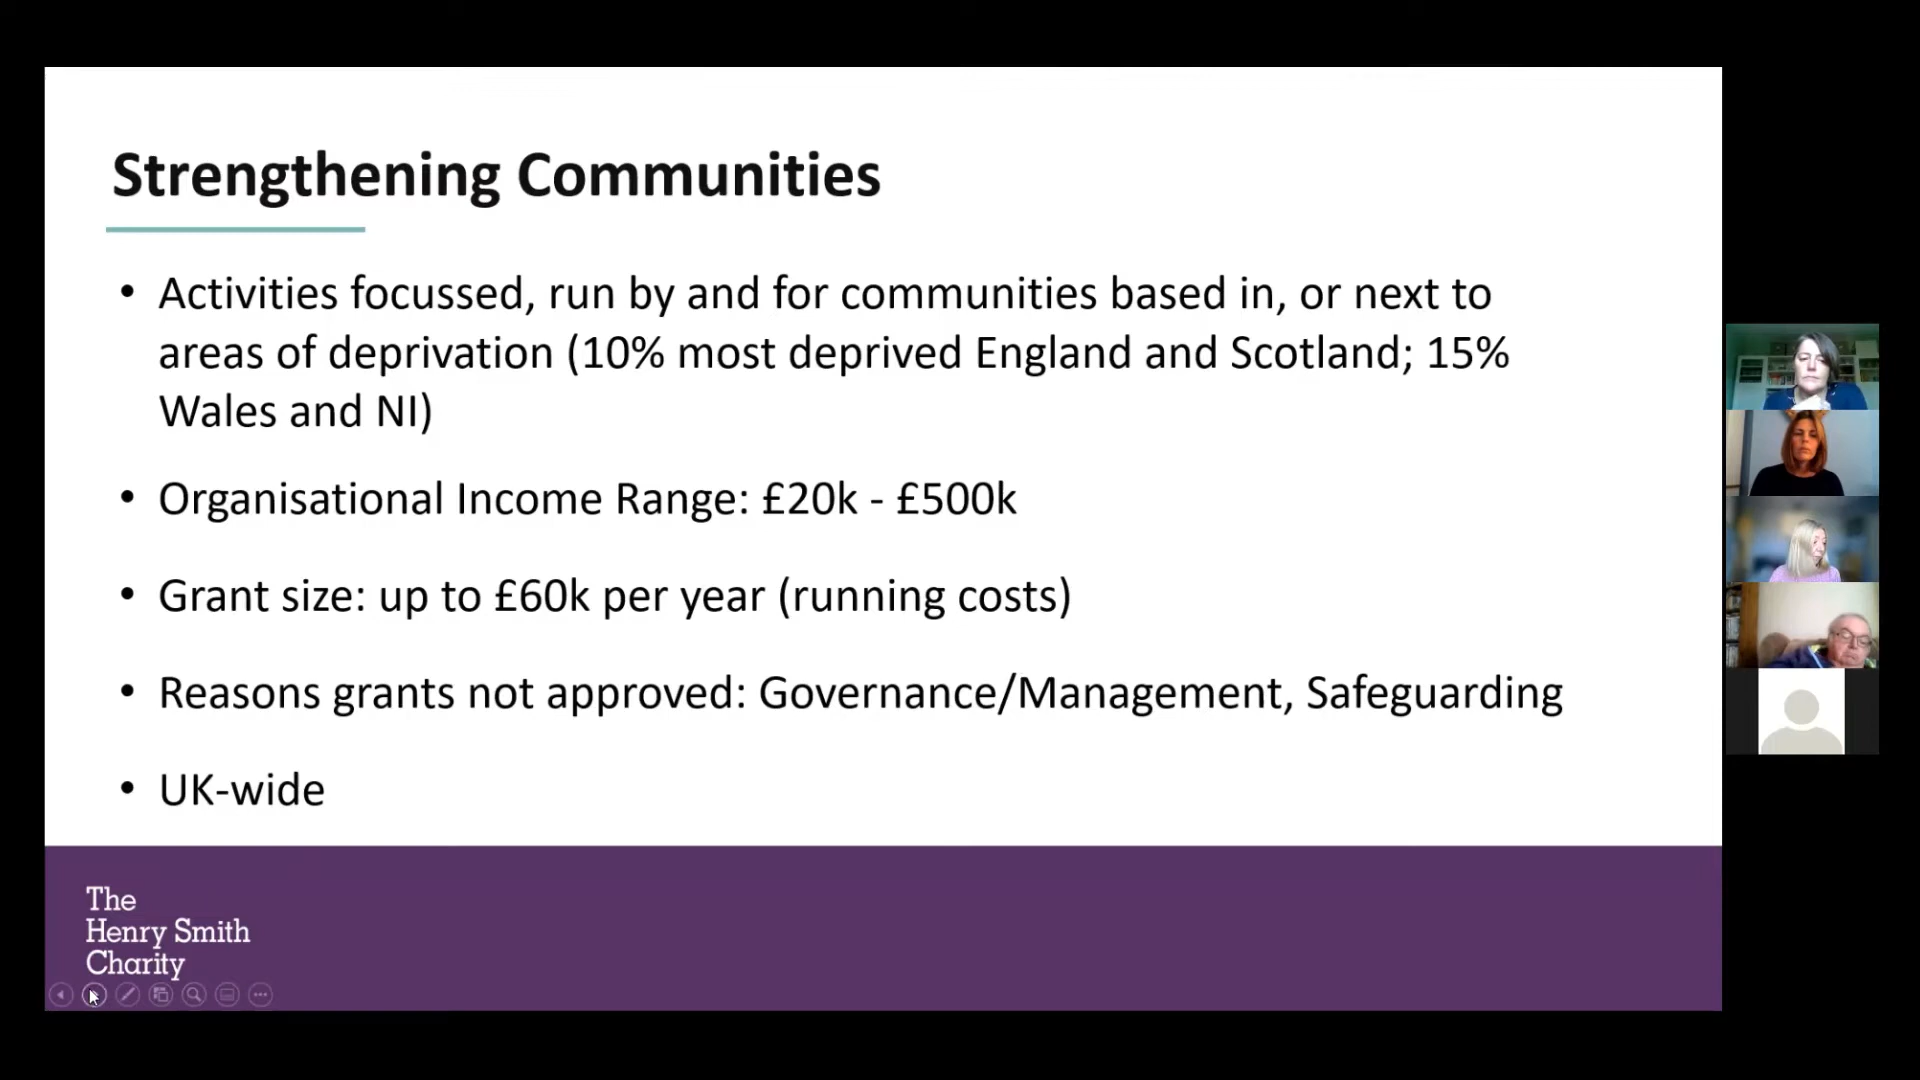 Strengthening Communities
• Activities focussed, run by and for communities based in, or next to
areas of deprivation (10% most deprived England and Scotland; 15%
Wales and NI)
• Organisational Income Range: £20k - £500k
• Grant size: up to £60k per year (running costs)
• Reasons grants not approved: Governance/Management, Safeguarding
• UK-wide
The
Henry Smith
Charity